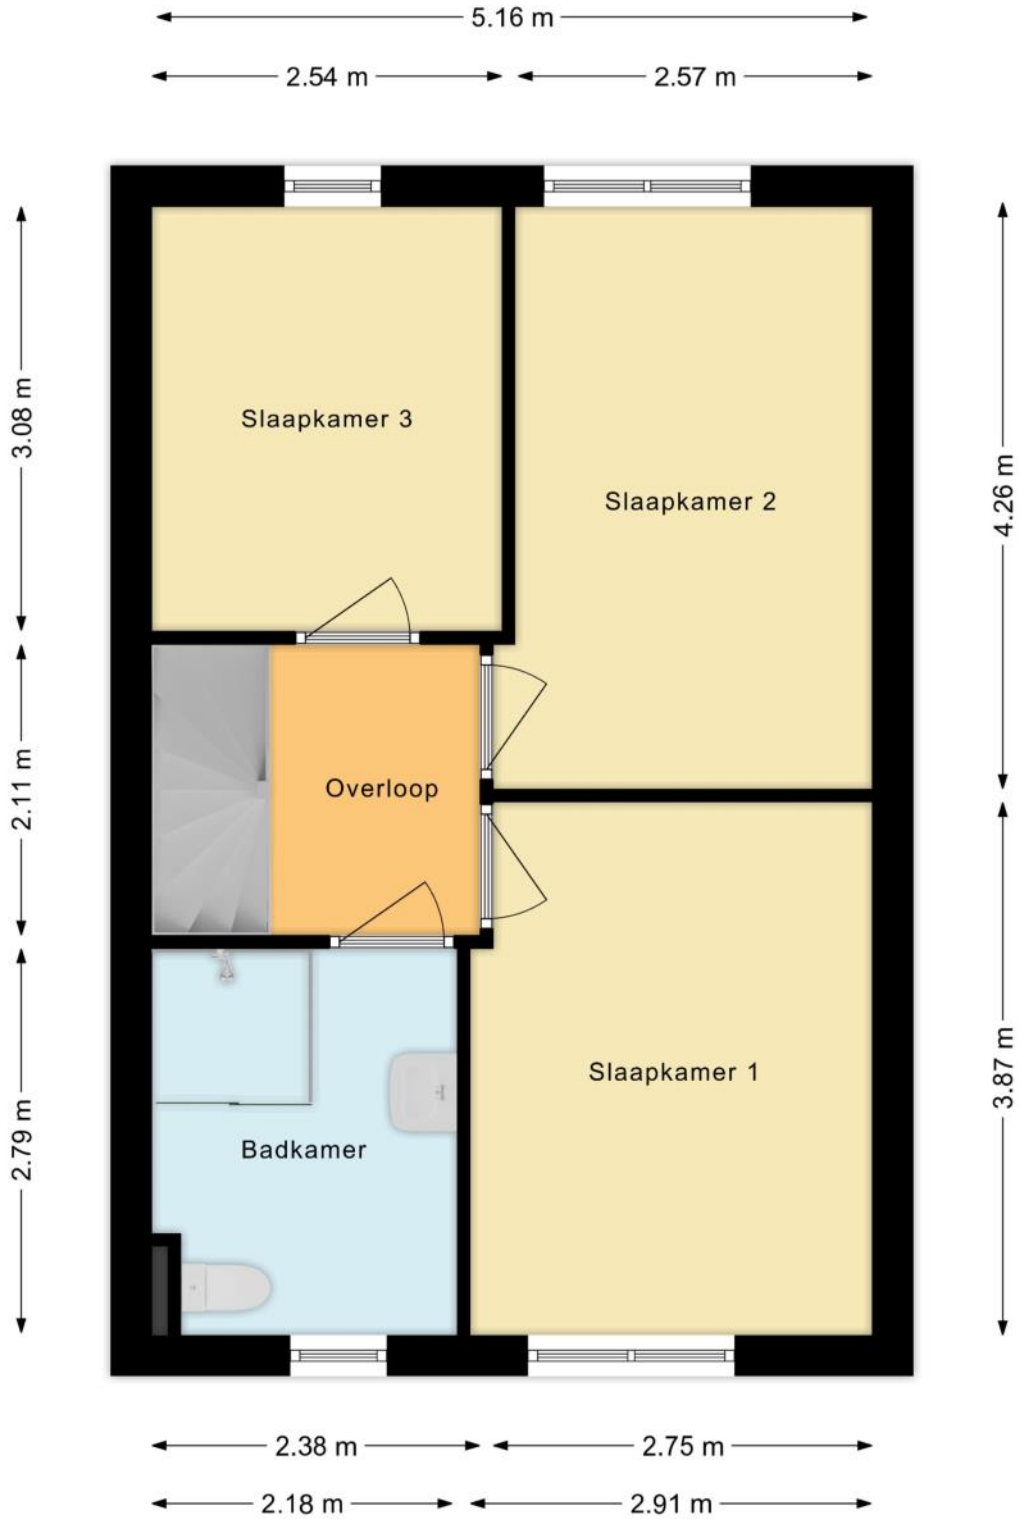 5.16 m
2.54 m
2.57 m
3.08 m
Slaapkamer 3
4.26 m
Slaapkamer 2
2.11 m
Overloop
3.87 m
Slaapkamer 1
2.79 m
Badkamer
2.38 m
2.75 m
2.18 m
2.91 m